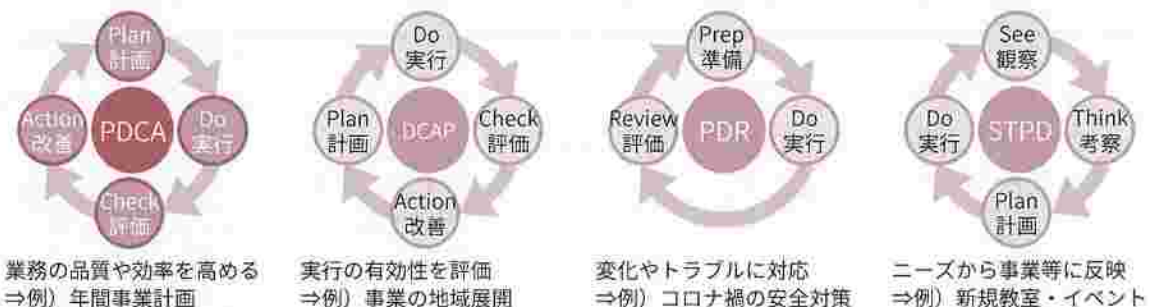 Plan
計画
Action
改善
PDCA
Do
実行
Check
評価
業務の品質や効率を高める
⇒例）年間事業計画
Do
実行
Plan
計画
DCAP
Check
評価
Action
改善
実行の有効性を評価
⇒例）事業の地域展開
Prep
準備
Review
評価
PDR
Do
実行
変化やトラブルに対応
⇒例）コロナ禍の安全対策
See
観察
Do
実行
STPD
Think
考察
Plan
計画
ニーズから事業等に反映
⇒例）新規教室・イベント